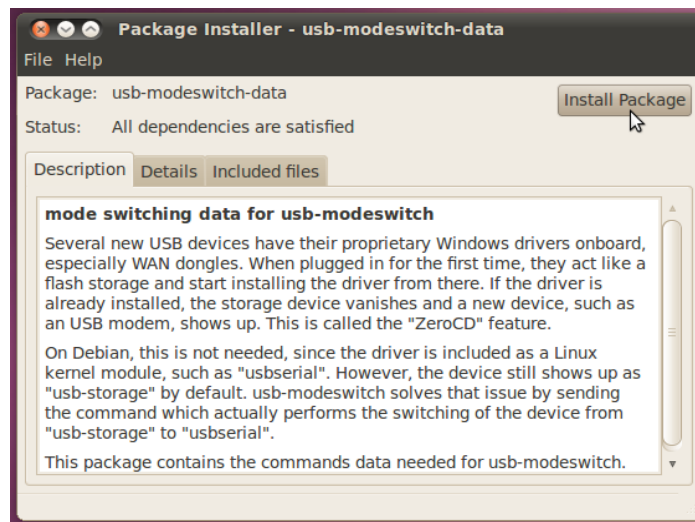 Package Installer - usb-modeswitch-data
File Help
Package: usb-modeswitch-data
Install Package
Status: All dependencies are satisfied
Description Details Included files
mode switching data for usb-modeswitch
Several new USB devices have their proprietary Windows drivers onboard,
especially WAN dongles. When plugged in for the first time, they act like a
flash storage and start installing the driver from there. If the driver is
already installed, the storage device vanishes and a new device, such as
an USB modem, shows up. This is called the "ZeroCD" feature.
On Debian, this is not needed, since the driver is included as a Linux
kernel module, such as "usbserial". However, the device still shows up as
"usb-storage" by default. usb-modeswitch solves that issue by sending
the command which actually performs the switching of the device from
"usb-storage" to "usbserial".
This package contains the commands data needed for usb-modeswitch.